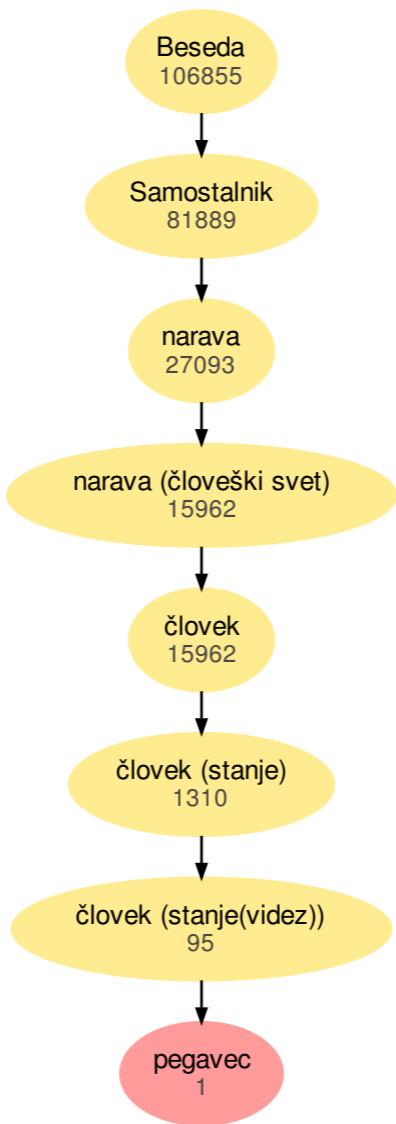 Beseda
106855
Samostalnik
81889
narava
27093
narava (človeški svet)
15962
človek
15962
človek (stanje)
1310
človek (stanje(videz))
95
pegavec
1